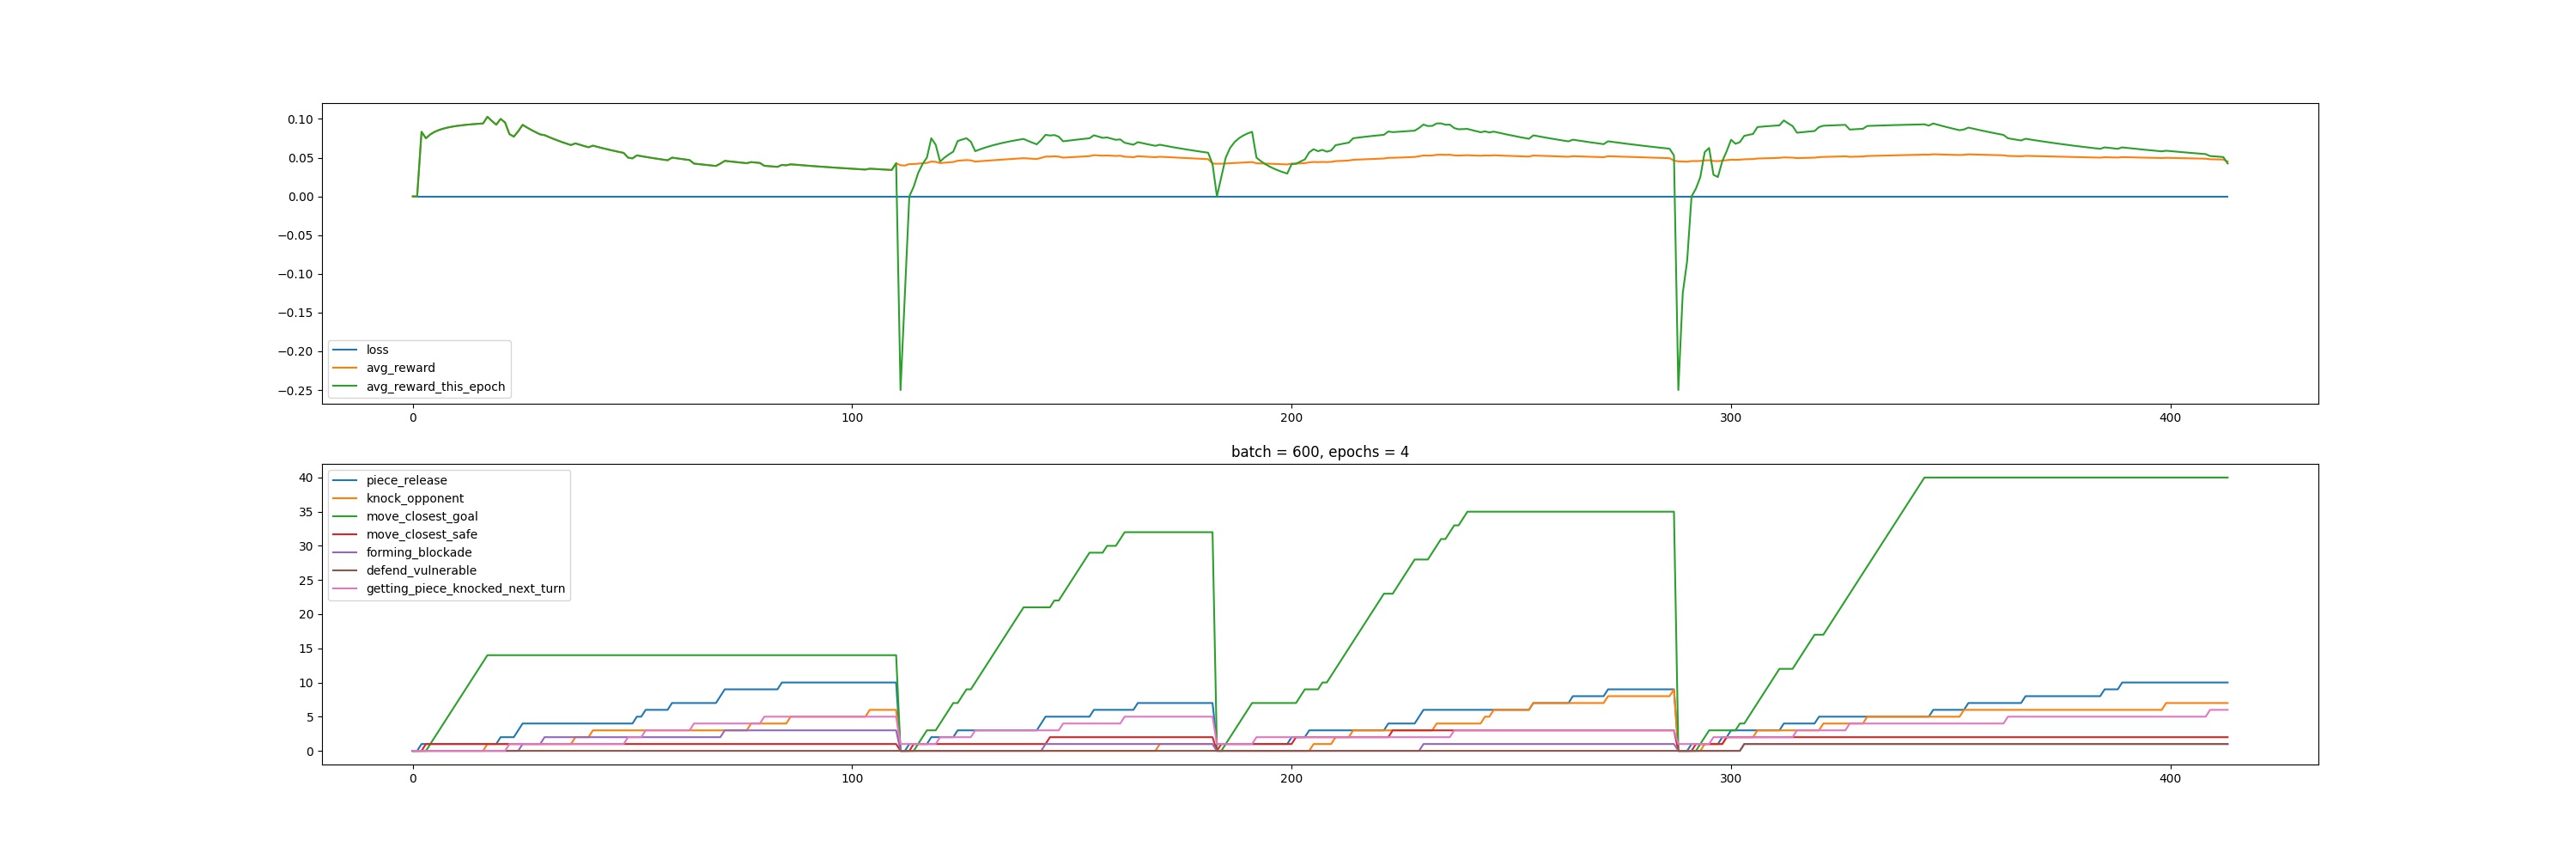 0.10
0.05
0.00
−0.05
−0.10
−0.15
−0.20
−0.25
loss
avg_reward
avg_reward_this_epoch
0 100 200 300 400
batch = 600, epochs = 4
40
35
30
25
20
15
10
5
0
piece_release
knock_opponent
move_closest_goal
move_closest_safe
forming_blockade
defend_vulnerable
getting_piece_knocked_next_turn
0 100 200 300 400